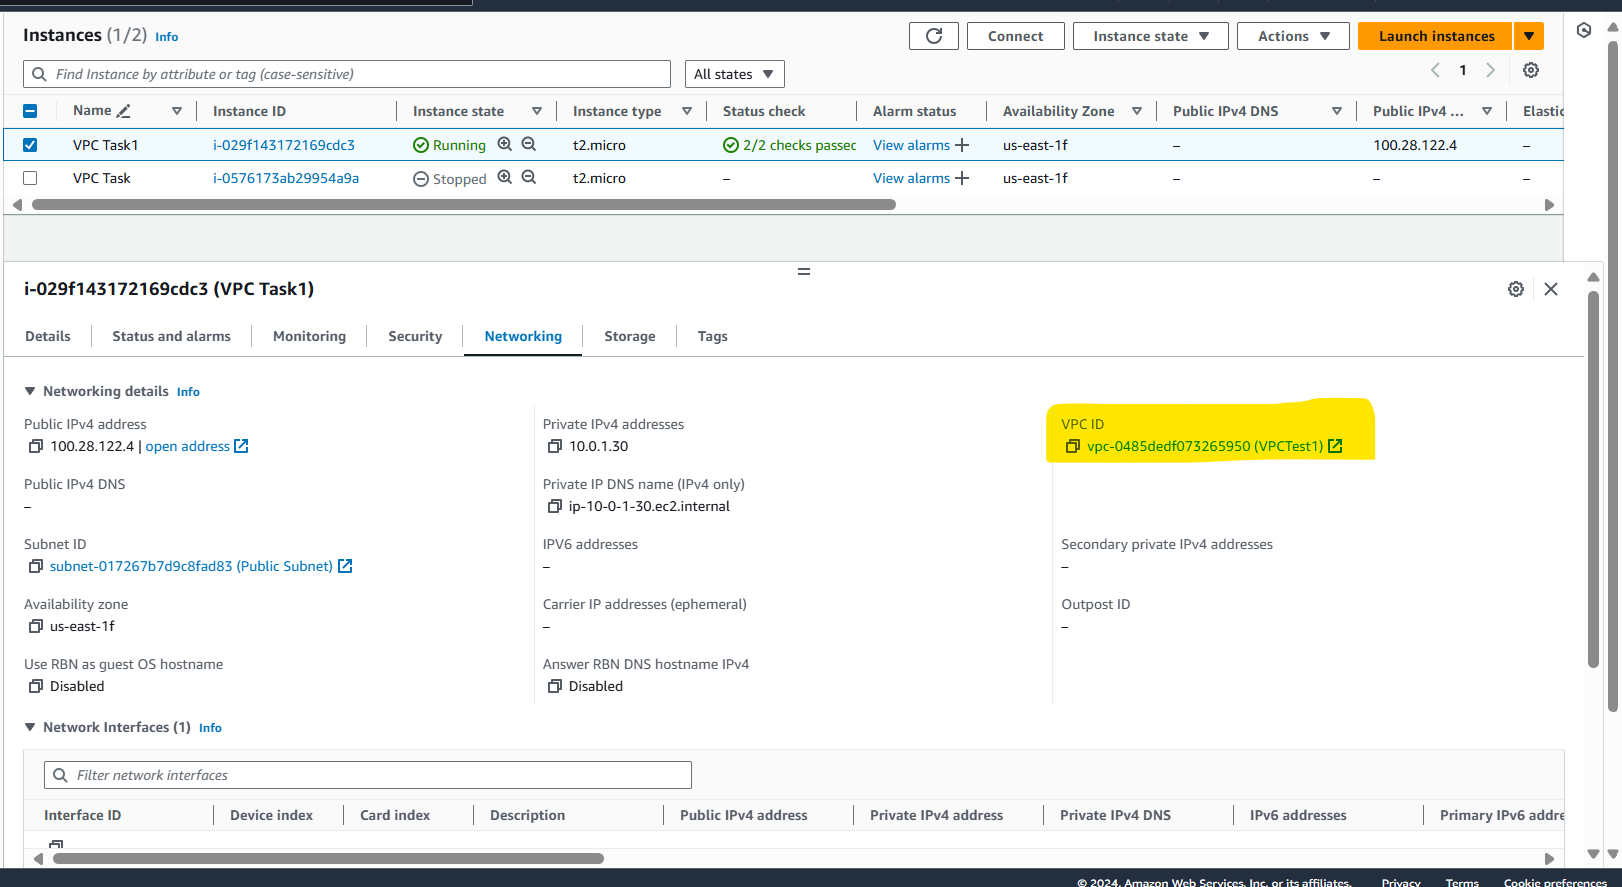 Instances (1/2) Info
Connect
Instance state
Actions
Launch instances
Find Instance by attribute or tag (case-sensitive)
All states
1
Name Instance ID Instance state Instance type Status check Alarm status Availability Zone Public IPv4 DNS Public IPv4 ... Elastic
VPC Task1 i-029f143172169cdc3 Running t2.micro 2/2 checks passec View alarms + us-east-1f – 100.28.122.4 –
VPC Task i-0576173ab29954a9a Stopped t2.micro – View alarms + us-east-1f – – –
i-029f143172169cdc3 (VPC Task1)
Details Status and alarms Monitoring Security Networking Storage Tags
Networking details Info
Public IPv4 address
100.28.122.4 | open address
Private IPv4 addresses
10.0.1.30
VPC ID
vpc-0485dedf073265950 (VPCTest1)
Public IPv4 DNS
–
Private IP DNS name (IPv4 only)
ip-10-0-1-30.ec2.internal
Subnet ID
subnet-017267b7d9c8fad83 (Public Subnet)
IPV6 addresses
–
Secondary private IPv4 addresses
–
Availability zone
us-east-1f
Carrier IP addresses (ephemeral)
–
Outpost ID
–
Use RBN as guest OS hostname
Disabled
Answer RBN DNS hostname IPv4
Disabled
Network Interfaces (1) Info
Filter network interfaces
Interface ID Device index Card index Description Public IPv4 address Private IPv4 address Private IPv4 DNS IPv6 addresses Primary IPv6 addre
© 2024, Amazon Web Services, Inc. or its affiliates. Privacy Terms Cookie preferences